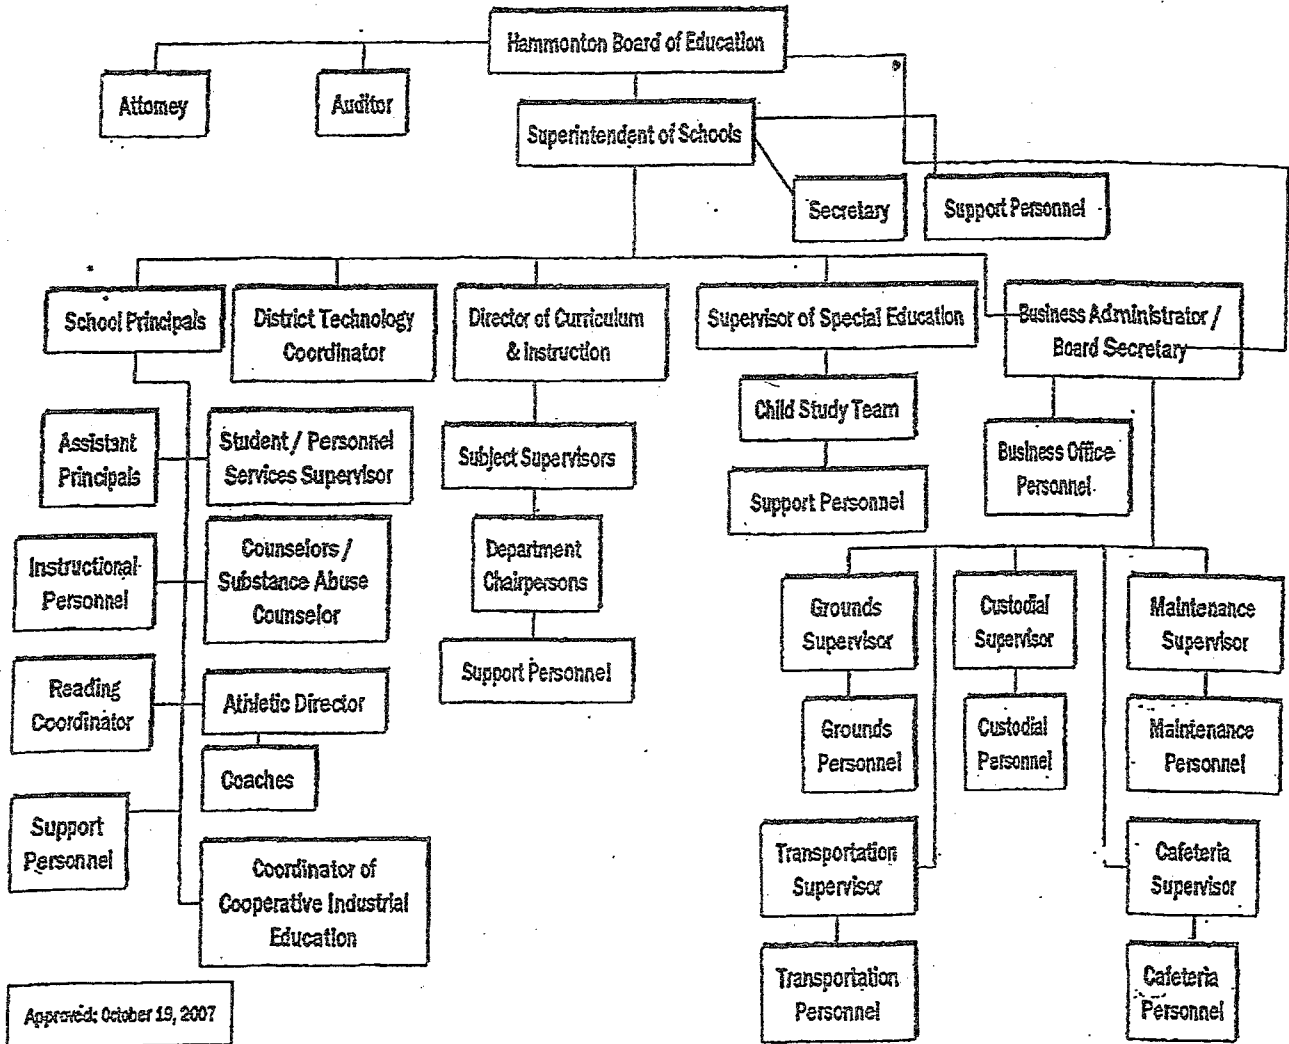 Hammonton Board of Education
Attorney
Auditor
Superintendent of Schools
Secretary
Support Personnel
School Principals
District Technology
Coordinator
Director of Curriculum
& Instruction
Supervisor of Special Education
Business Administrator /
Board Secretary
Assistant
Principals
Student / Personnel
Services Supervisor
Subject Supervisors
Child Study Team
Support Personnel
Business Office
Personnel
Instructional
Personnel
Counselors /
Substance Abuse
Counselor
Department
Chairpersons
Support Personnel
Grounds
Supervisor
Custodial
Supervisor
Maintenance
Supervisor
Reading
Coordinator
Athletic Director
Coaches
Grounds
Personnel
Custodial
Personnel
Maintenance
Personnel
Support
Personnel
Coordinator of
Cooperative Industrial
Education
Transportation
Supervisor
Cafeteria
Supervisor
Transportation
Personnel
Cafeteria
Personnel
Approved: October 19, 2007